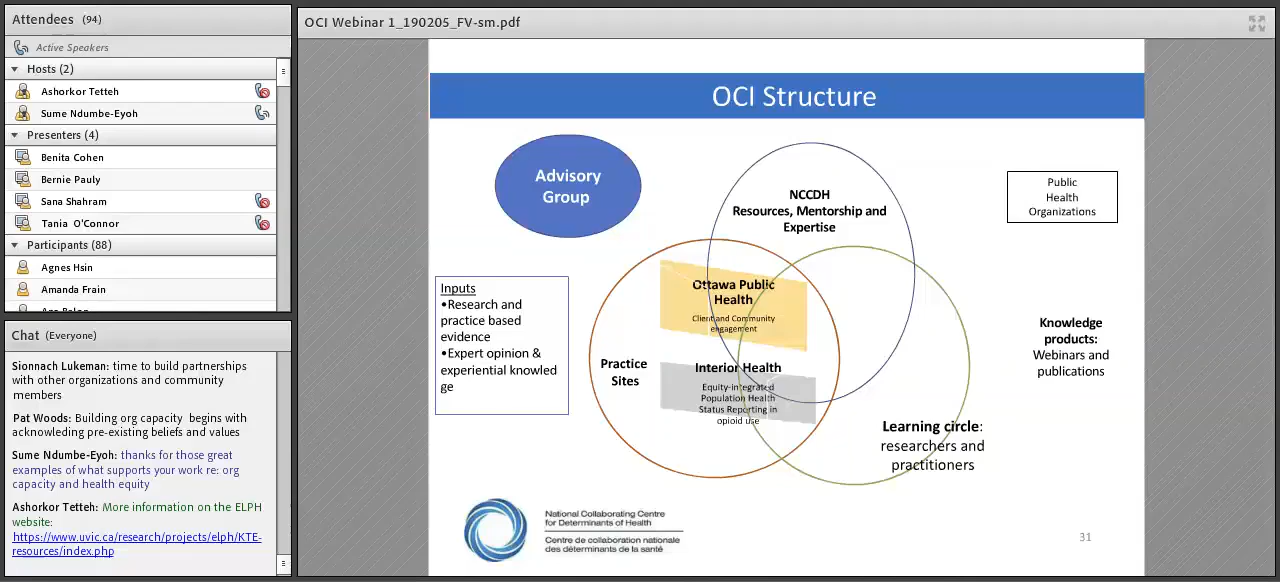 Attendees (94)
Active Speakers
Hosts (2)
Ashorkor Tetteh
Sume Ndumbe-Eyoh
Presenters (4)
Benita Cohen
Bernie Pauly
Sana Shahram
Tania O'Connor
Participants (88)
Agnes Hsin
Amanda Frain
Chat (Everyone)
Sionnach Lukeman: time to build partnerships
with other organizations and community
members
Pat Woods: Building org capacity begins with
acknowleding pre-existing beliefs and values
Sume Ndumbe-Eyoh: thanks for those great
examples of what supports your work re: org
capacity and health equity
Ashorkor Tetteh: More information on the ELPH
website:
https://www.uvic.ca/research/projects/elph/KTE-
resources/index.php
OCI Webinar 1_190205_FV-sm.pdf
OCI Structure
Advisory
Group
NCCDH
Resources, Mentorship and
Expertise
Public
Health
Organizations
Inputs
•Research and
practice based
evidence
•Expert opinion &
experiential knowled
ge
Practice
Sites
Ottawa Public
Health
Client and Community
engagement
Interior Health
Equity-integrated
Population Health
Status Reporting in
opioid use
Knowledge
products:
Webinars and
publications
Learning circle:
researchers and
practitioners
National Collaborating Centre
for Determinants of Health
Centre de collaboration nationale
des déterminants de la santé
31